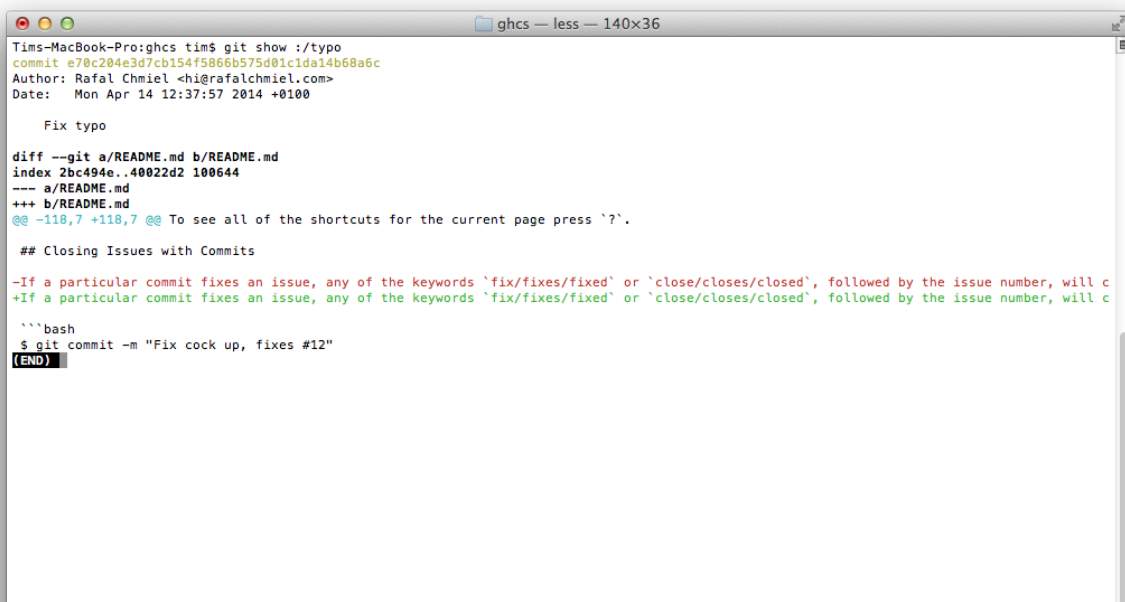 ghcs — less — 140×36
Tims-MacBook-Pro:ghcs tim$ git show :/typo
commit e70c204e3d7cb154f5866b575d01c1da14b68a6c
Author: Rafal Chmiel <hi@rafalchmiel.com>
Date:   Mon Apr 14 12:37:57 2014 +0100
    Fix typo
diff --git a/README.md b/README.md
index 2bc494e..40022d2 100644
--- a/README.md
+++ b/README.md
@@ -118,7 +118,7 @@ To see all of the shortcuts for the current page press `?`.
 ## Closing Issues with Commits
-If a particular commit fixes an issue, any of the keywords `fix/fixes/fixed` or `close/closes/closed`, followed by the issue number, will c
+If a particular commit fixes an issue, any of the keywords `fix/fixes/fixed` or `close/closes/closed`, followed by the issue number, will c
 ```bash
 $ git commit -m "Fix cock up, fixes #12"
(END)